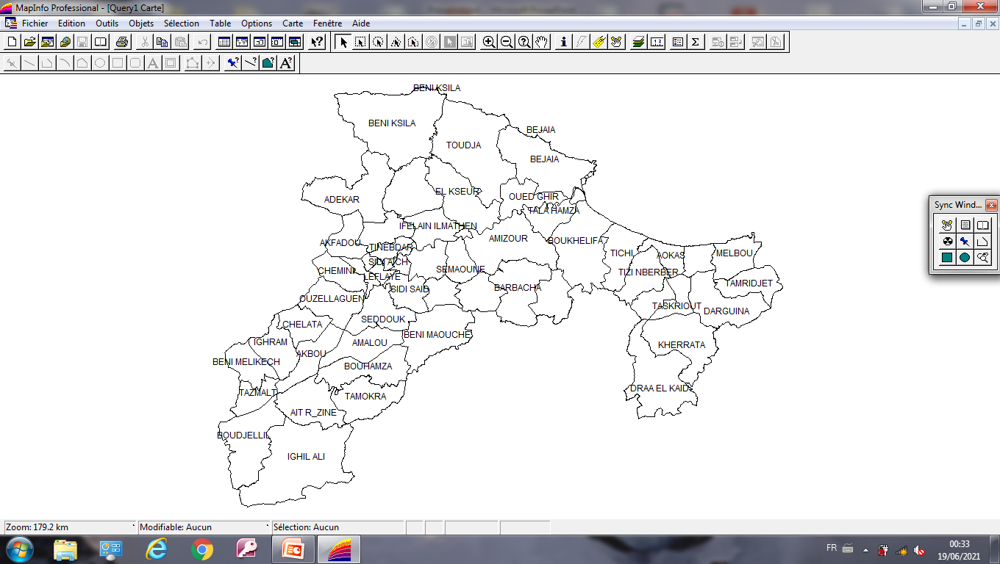 MapInfo Professional - [Query1 Carte]
Fichier Edition Outils Objets Sélection Table Options Carte Fenêtre Aide
BENI KSILA
BENI KSILA
BEJAIA
TOUDJA
BEJAIA
EL KSEUR
OUED GHIR
ADEKAR
TALA HAMZA
Sync Wind...
IFELAIN ILMATHEN
AMIZOUR
BOUKHELIFA
AKFADOU
TINEBDAR
TICHI
AOKAS
MELBOU
SIDI AICH
SEMAOUNE
CHEMINI
LEFLAYE
TIZI NBERBER
TAMRIDJET
SIDI SAID
BARBACHA
OUZELLAGUEN
TASKRIOUT
DARGUINA
SEDDOUK
CHELATA
BENI MAOUCHE
IGHRAM
AMALOU
KHERRATA
AKBOU
BENI MELIKECH
BOUHAMZA
DRAA EL KAID
TAZMALT
TAMOKRA
AIT R_ZINE
BOUDJELLIL
IGHIL ALI
Zoom: 179.2 km Modifiable: Aucun Sélection: Aucun
FR
00:33
19/06/2021